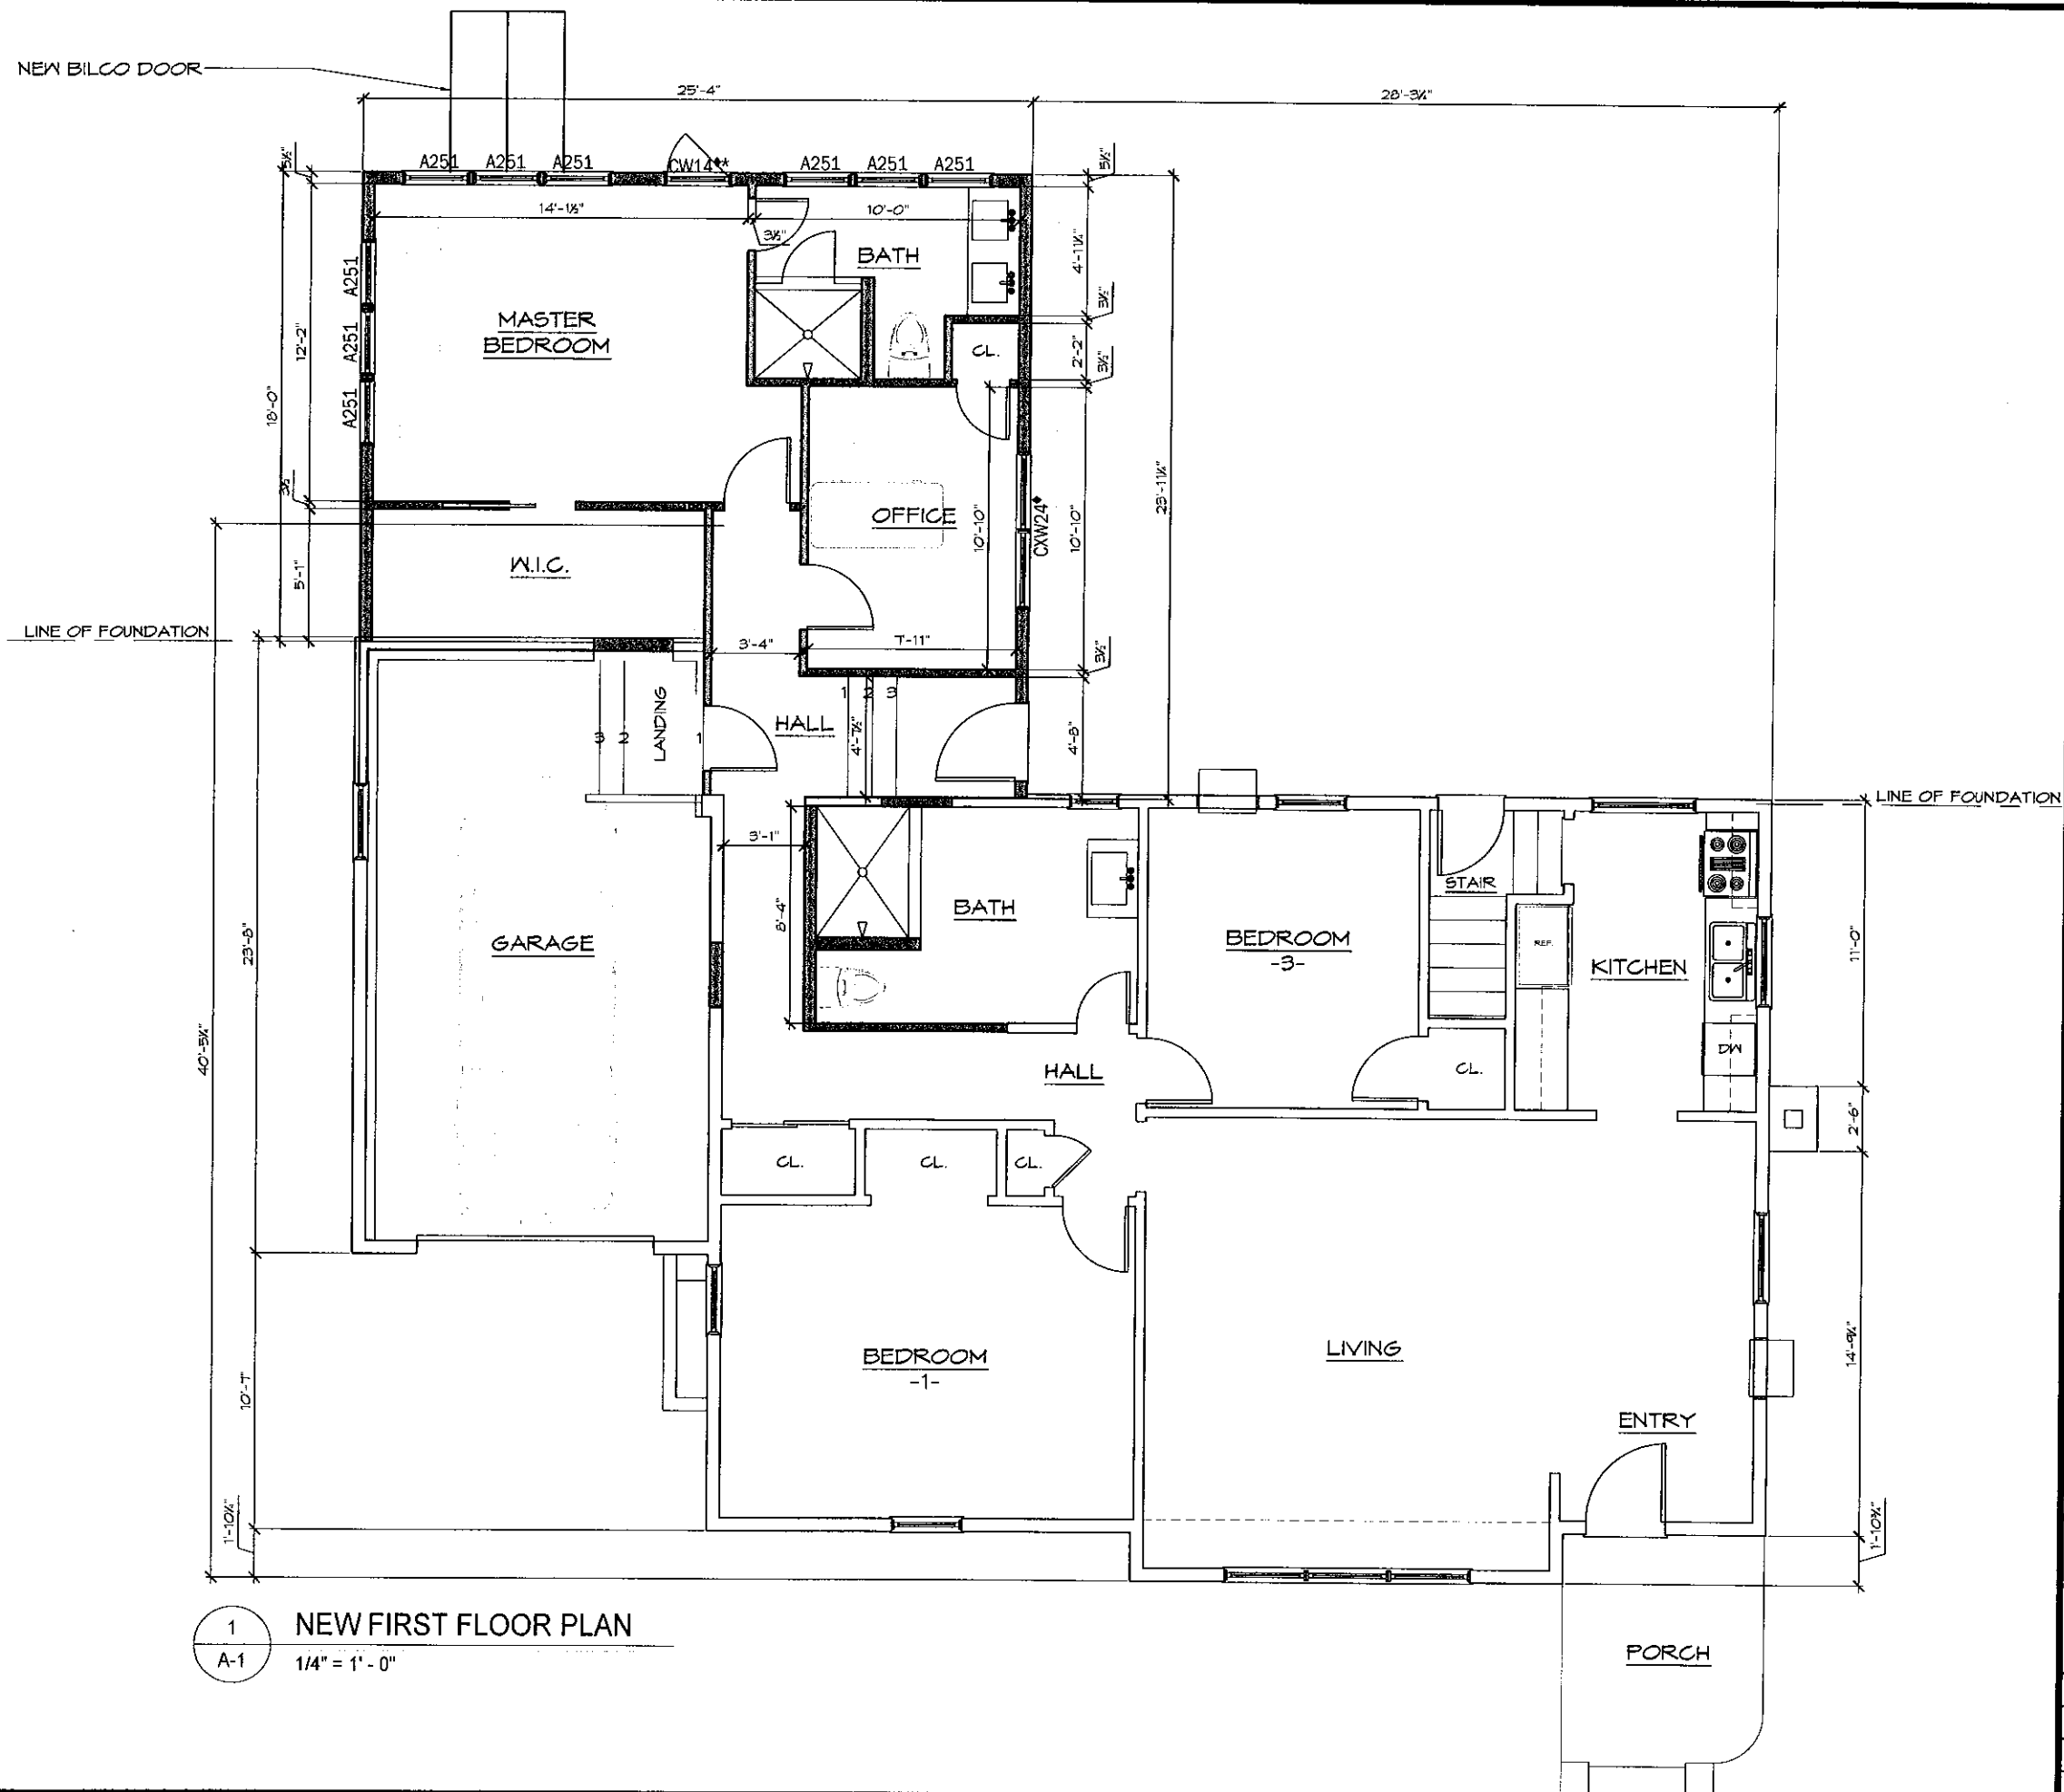 NEW BILCO DOOR
25'-4"
28'-3¼"
5½"
A251 A251 A251
CW14**
A251 A251 A251
5½"
14'-1½"
10'-0"
3½"
BATH
4'-11¼"
A251
A251
A251
MASTER
BEDROOM
12'-2"
18'-0"
3½"
CL.
2'-2"
3½"
3½"
OFFICE
10'-10"
CXW24*
10'-10"
23'-11¼"
W.I.C.
5'-1"
LINE OF FOUNDATION
3'-4"
7'-11"
3½"
1 2 3
LANDING
3 2 1
HALL
4'-7½"
4'-8"
LINE OF FOUNDATION
3'-1"
8'-4"
BATH
STAIR
GARAGE
BEDROOM
-3-
REF.
KITCHEN
11'-0"
23'-8"
40'-5¼"
DW
HALL
CL.
2'-6"
CL.
CL.
CL.
BEDROOM
-1-
LIVING
14'-9¼"
10'-7"
ENTRY
1'-10¾"
1'-10¾"
1
A-1
NEW FIRST FLOOR PLAN
1/4" = 1' - 0"
PORCH